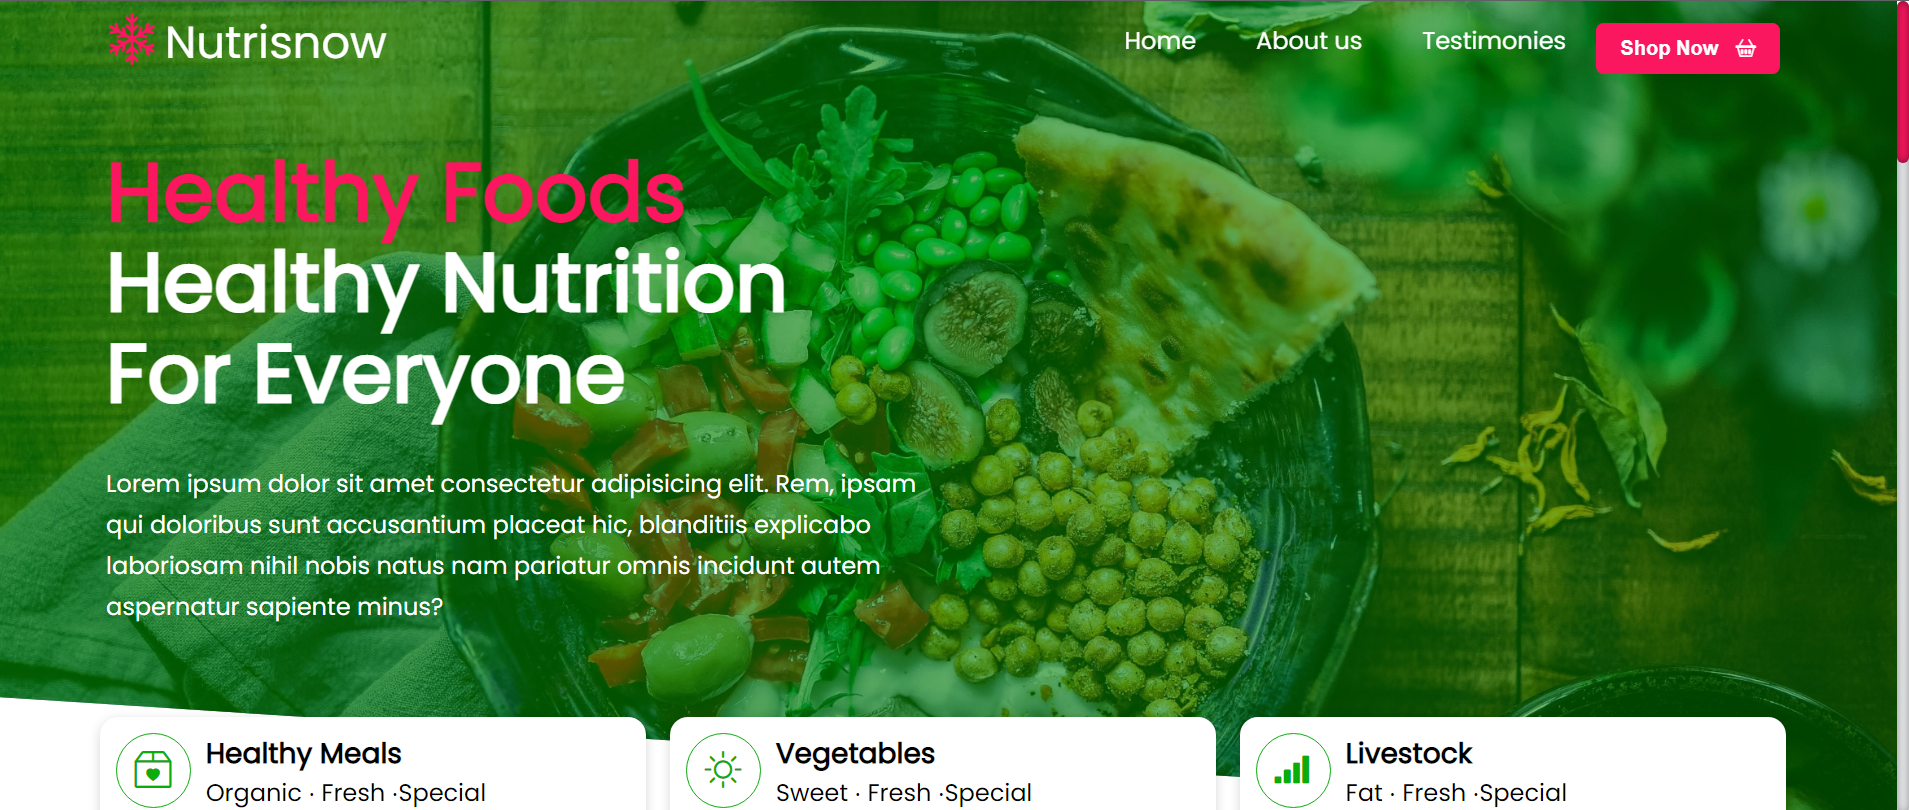 Nutrisnow
Home
About us
Testimonies
Shop Now
Healthy Foods
Healthy Nutrition
For Everyone
Lorem ipsum dolor sit amet consectetur adipisicing elit. Rem, ipsam
qui doloribus sunt accusantium placeat hic, blanditiis explicabo
laboriosam nihil nobis natus nam pariatur omnis incidunt autem
aspernatur sapiente minus?
Healthy Meals
Organic · Fresh ·Special
Vegetables
Sweet · Fresh ·Special
Livestock
Fat · Fresh ·Special